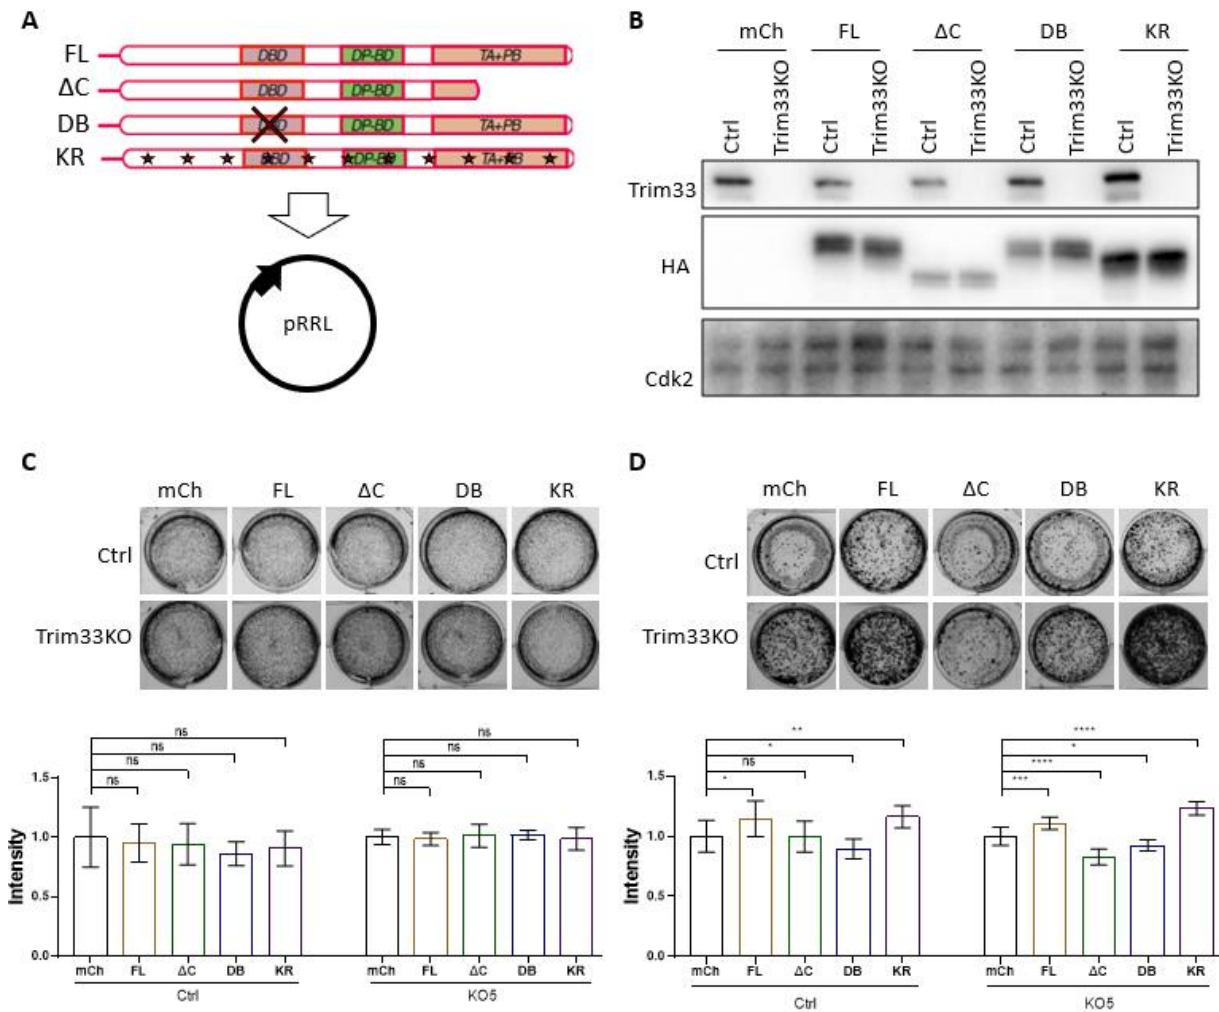 A
FL DBD DP-BD TA+PB
ΔC DBD DP-BD
DB DBD DP-BD TA+PB
KR DBD DP-BD TA+PB
pRRL
B
mCh FL ΔC DB KR
Ctrl Trim33KO Ctrl Trim33KO Ctrl Trim33KO Ctrl Trim33KO Ctrl Trim33KO
Trim33
HA
Cdk2
C
mCh FL ΔC DB KR
Ctrl
Trim33KO
ns ns
ns ns
ns ns
ns ns
1.5
1.0
0.5
0.0
Intensity
mCh FL ΔC DB KR mCh FL ΔC DB KR
Ctrl KO5
D
mCh FL ΔC DB KR
Ctrl
Trim33KO
** ****
* *
ns ****
* ***
1.5
1.0
0.5
0.0
Intensity
mCh FL ΔC DB KR mCh FL ΔC DB KR
Ctrl KO5